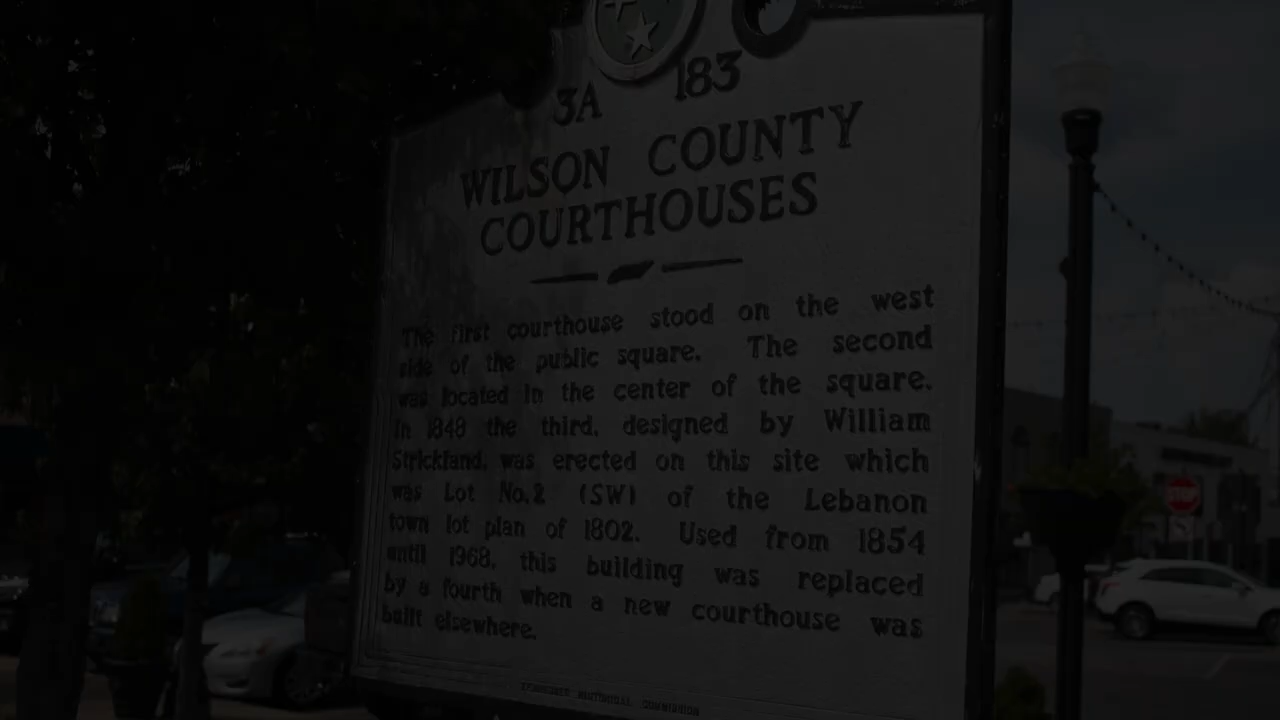 3A 183
WILSON COUNTY
COURTHOUSES
The first courthouse stood on the west
side of the public square. The second
was located in the center of the square.
In 1848 the third, designed by William
Strickland, was erected on this site which
was Lot No.2 (SW) of the Lebanon
town lot plan of 1802. Used from 1854
until 1968, this building was replaced
by a fourth when a new courthouse was
built elsewhere.
TENNESSEE HISTORICAL COMMISSION
STOP